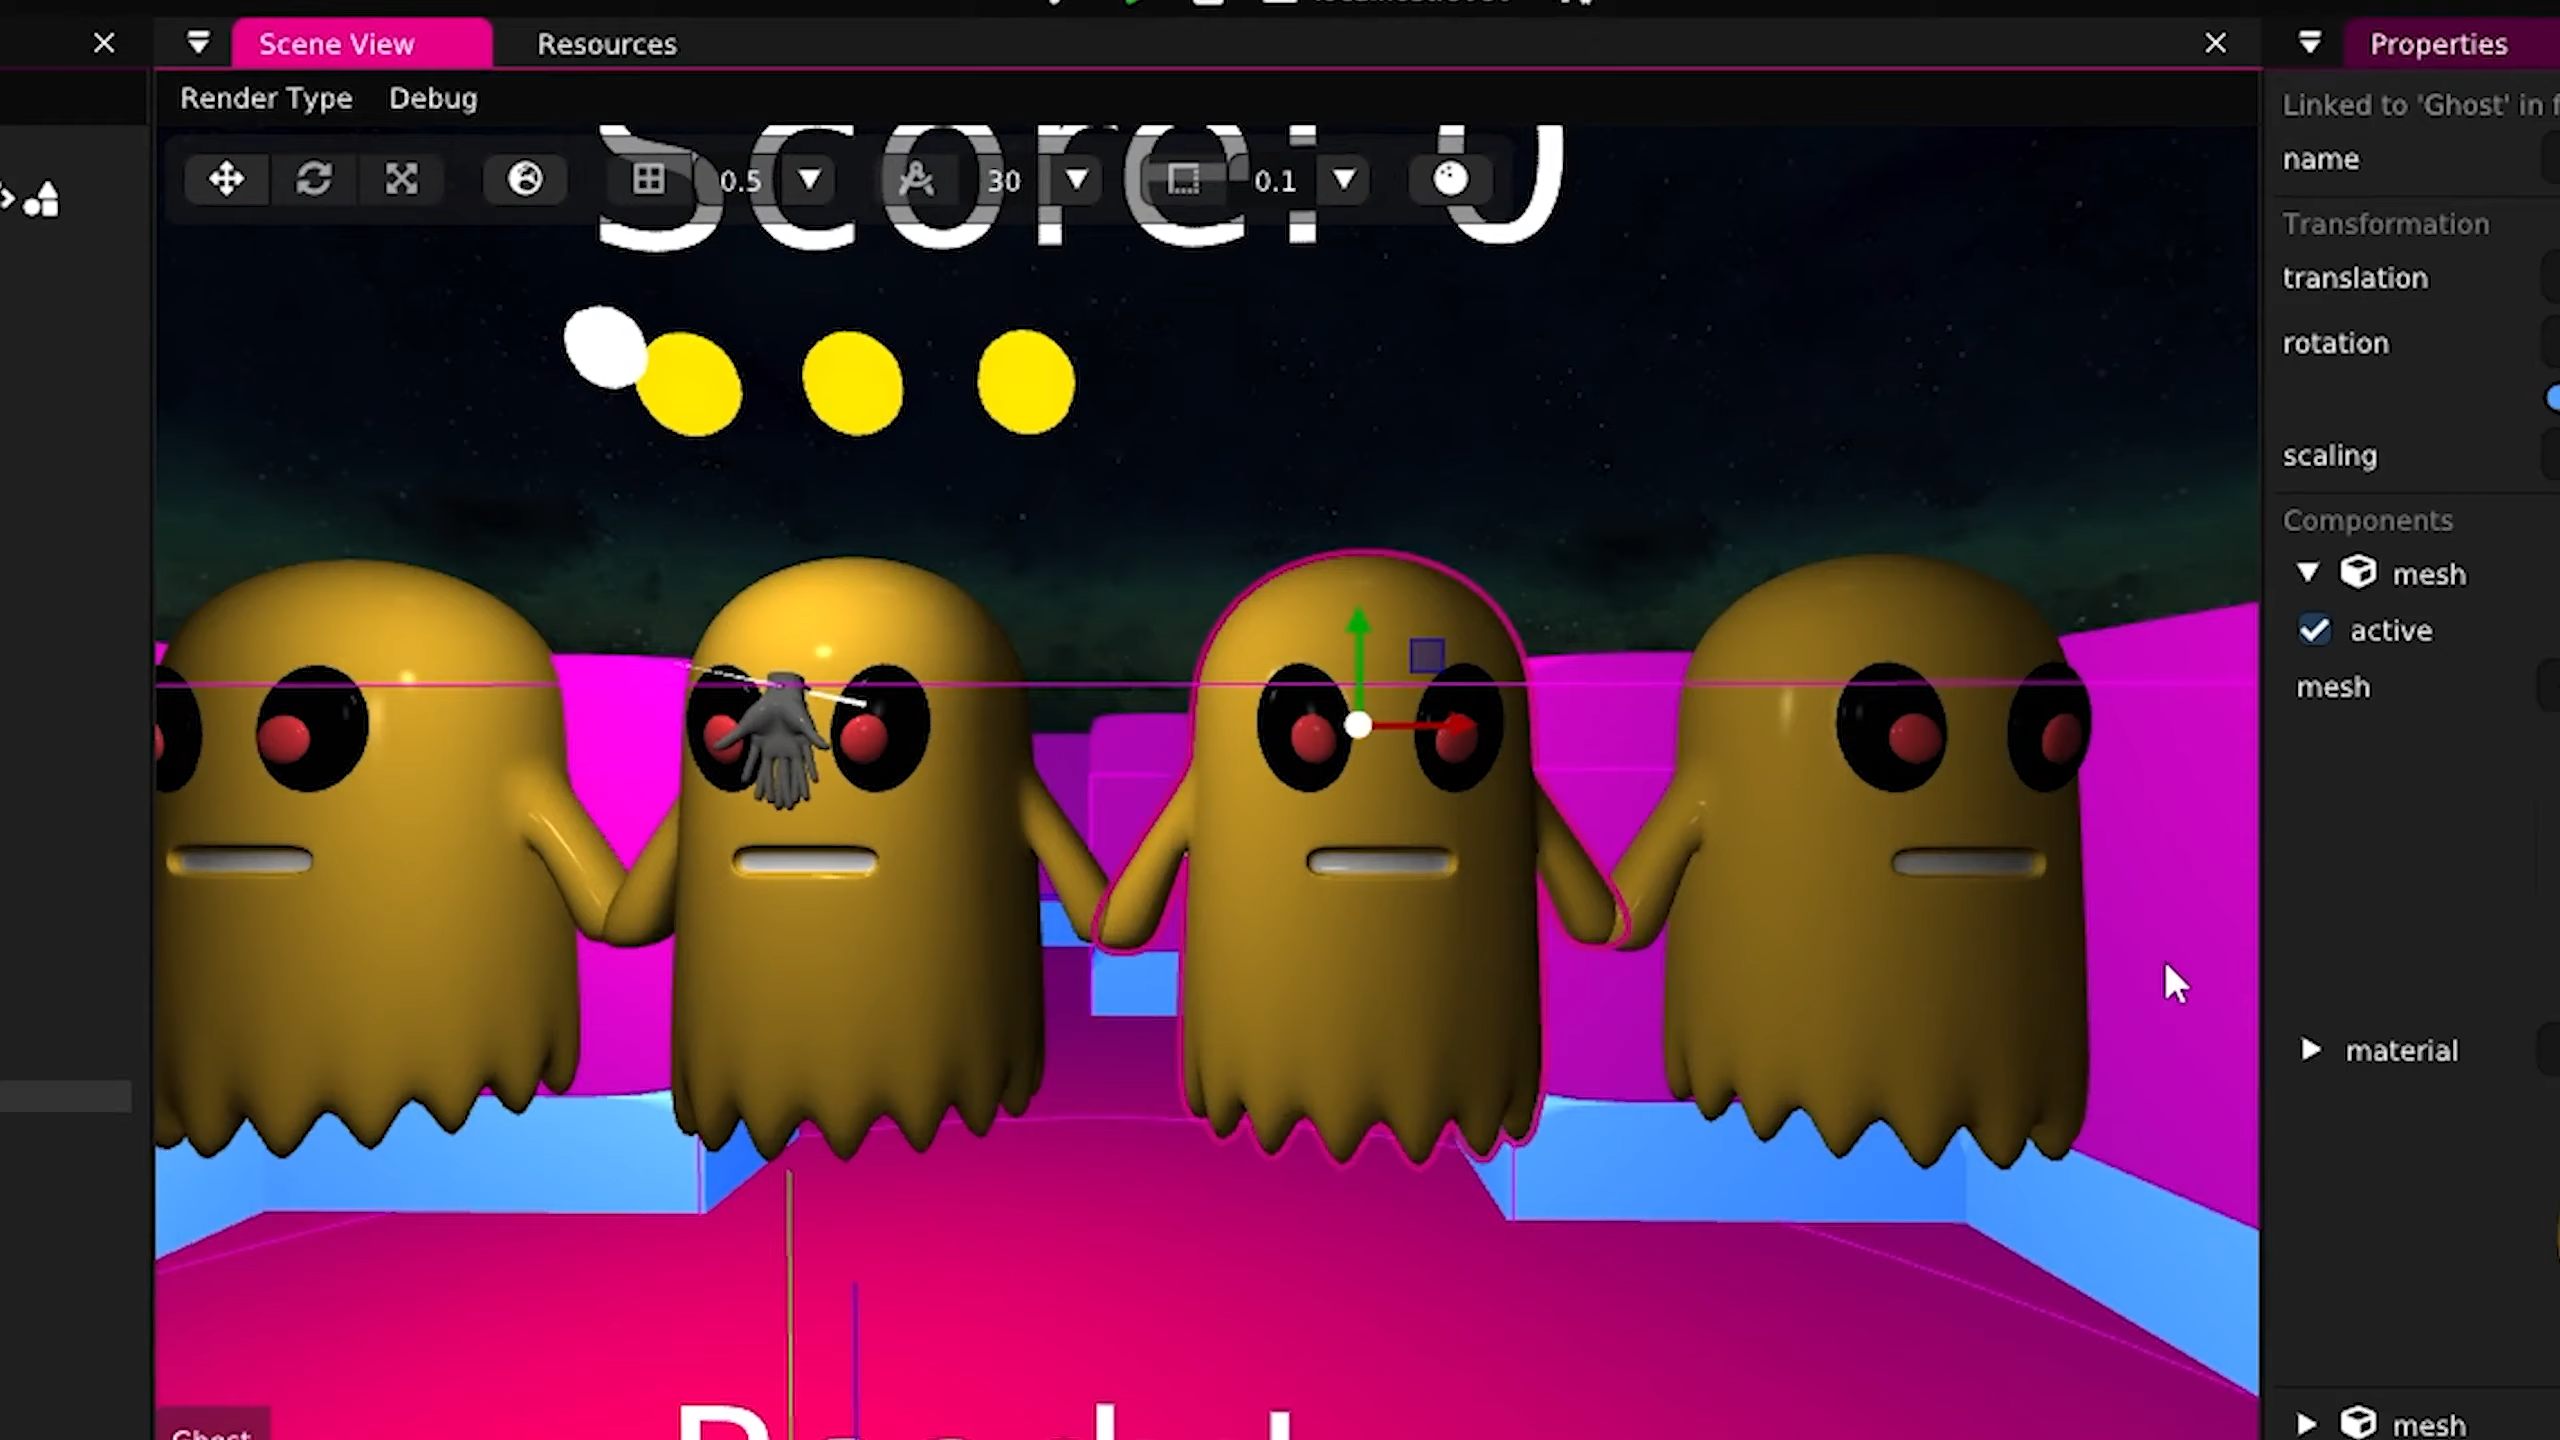 Scene View
Resources
Properties
Render Type
Debug
Linked to 'Ghost' in
name
0.5
30
0.1
Score: 0
Transformation
translation
rotation
scaling
Components
mesh
active
mesh
material
mesh
Ghost